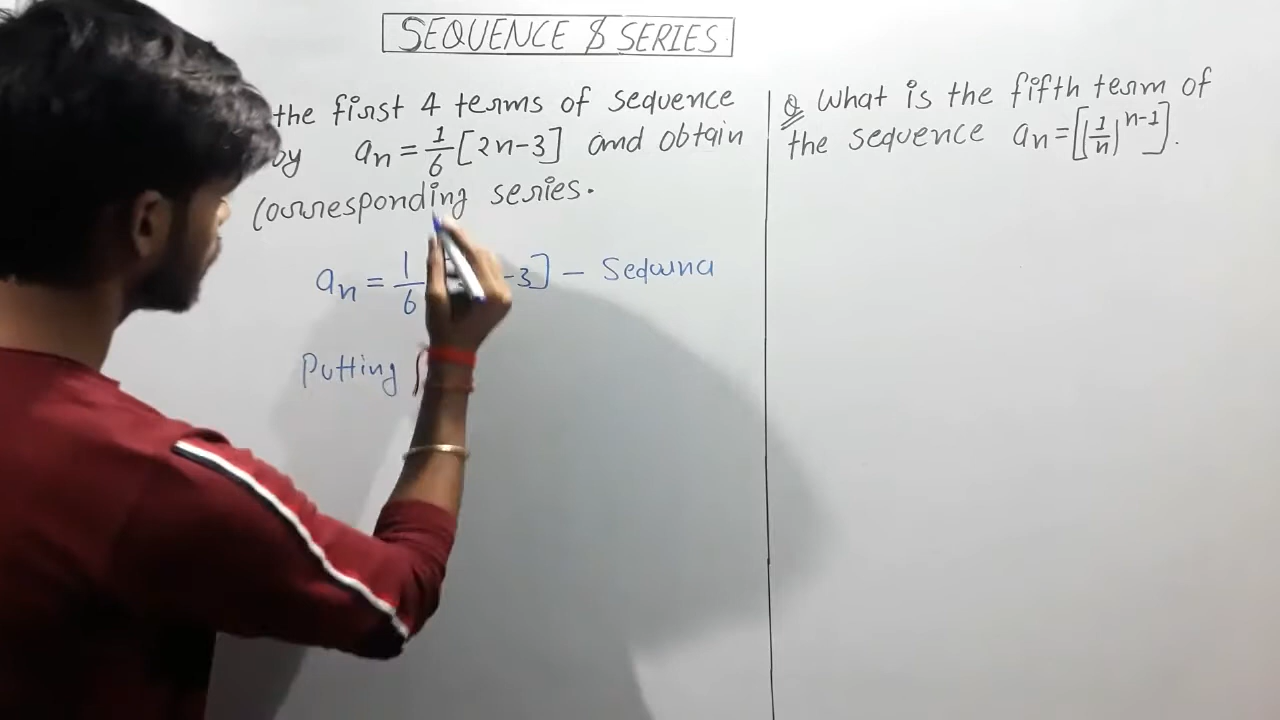 SEQUENCE & SERIES
the first 4 terms of sequence
by an = 1/6 [2n-3] and obtain
Corresponding series.
an = 1/6 -3] - Sequna
Putting
Q What is the fifth term of
the sequence an = [(1/n)^n-1].